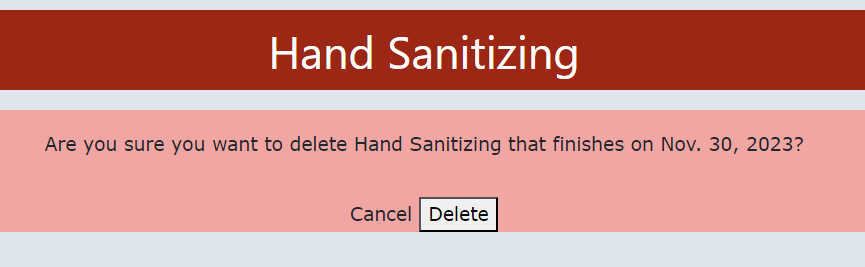 Hand Sanitizing
Are you sure you want to delete Hand Sanitizing that finishes on Nov. 30, 2023?
Cancel Delete